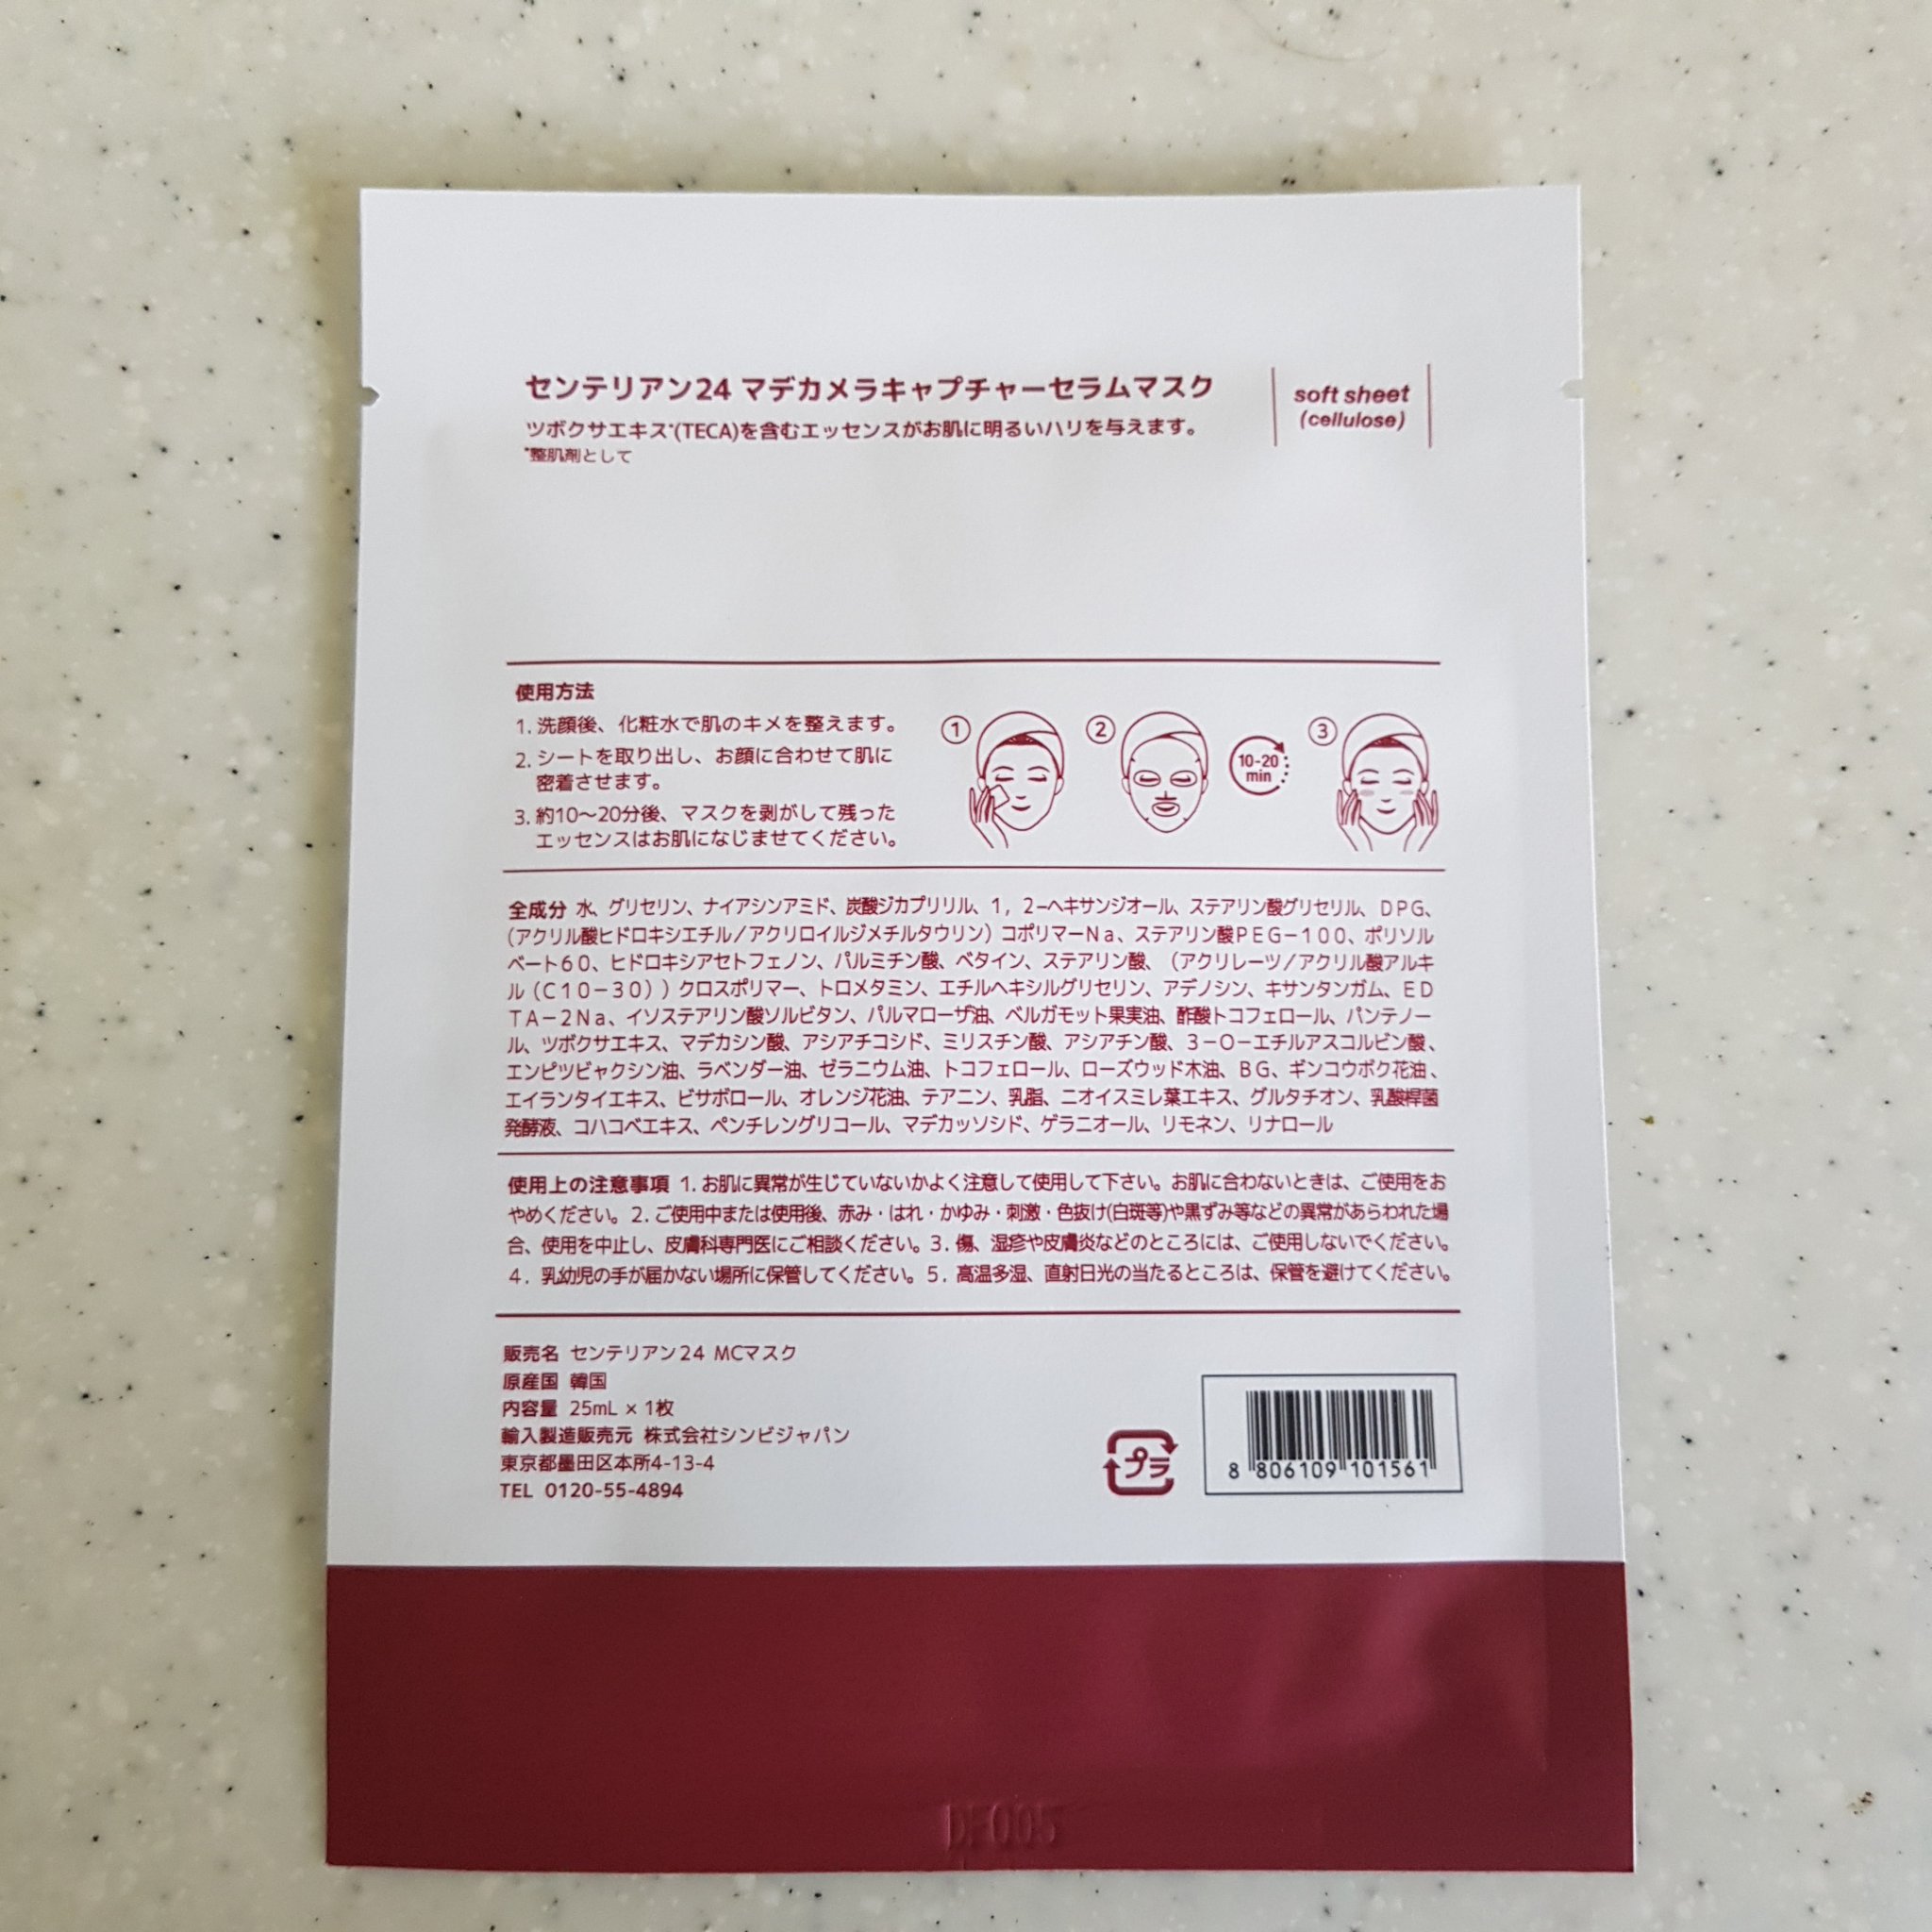 センテリアン24 マデカメラキャプチャーセラムマスク
ツボクサエキス*(TECA)を含むエッセンスがお肌に明るいハリを与えます。
*整肌剤として
soft sheet
(cellulose)
使用方法
1. 洗顔後、化粧水で肌のキメを整えます。
2. シートを取り出し、お顔に合わせて肌に
密着させます。
3. 約10〜20分後、マスクを剥がして残った
エッセンスはお肌になじませてください。
① ② 10-20 min ③
全成分 水、グリセリン、ナイアシンアミド、炭酸ジカプリリル、1，2−ヘキサンジオール、ステアリン酸グリセリル、DPG、
（アクリル酸ヒドロキシエチル／アクリロイルジメチルタウリン）コポリマーNa、ステアリン酸PEG−100、ポリソル
ベート60、ヒドロキシアセトフェノン、パルミチン酸、ベタイン、ステアリン酸、（アクリレーツ／アクリル酸アルキ
ル（C10−30））クロスポリマー、トロメタミン、エチルヘキシルグリセリン、アデノシン、キサンタンガム、ED
TA−2Na、イソステアリン酸ソルビタン、パルマローザ油、ベルガモット果実油、酢酸トコフェロール、パンテノー
ル、ツボクサエキス、マデカシン酸、アシアチコシド、ミリスチン酸、アシアチン酸、3−O−エチルアスコルビン酸、
エンピツビャクシン油、ラベンダー油、ゼラニウム油、トコフェロール、ローズウッド木油、BG、ギンコウボク花油、
エイランタイエキス、ビサボロール、オレンジ花油、テアニン、乳脂、ニオイスミレ葉エキス、グルタチオン、乳酸桿菌
発酵液、コハコベエキス、ペンチレングリコール、マデカッソシド、ゲラニオール、リモネン、リナロール
使用上の注意事項 1. お肌に異常が生じていないかよく注意して使用して下さい。お肌に合わないときは、ご使用をお
やめください。2. ご使用中または使用後、赤み・はれ・かゆみ・刺激・色抜け(白斑等)や黒ずみ等などの異常があらわれた場
合、使用を中止し、皮膚科専門医にご相談ください。3. 傷、湿疹や皮膚炎などのところには、ご使用しないでください。
4. 乳幼児の手が届かない場所に保管してください。5. 高温多湿、直射日光の当たるところは、保管を避けてください。
販売名 センテリアン24 MCマスク
原産国 韓国
内容量 25mL × 1枚
輸入製造販売元 株式会社シンビジャパン
東京都墨田区本所4-13-4
TEL 0120-55-4894
プラ
8 806109 101561
DF005